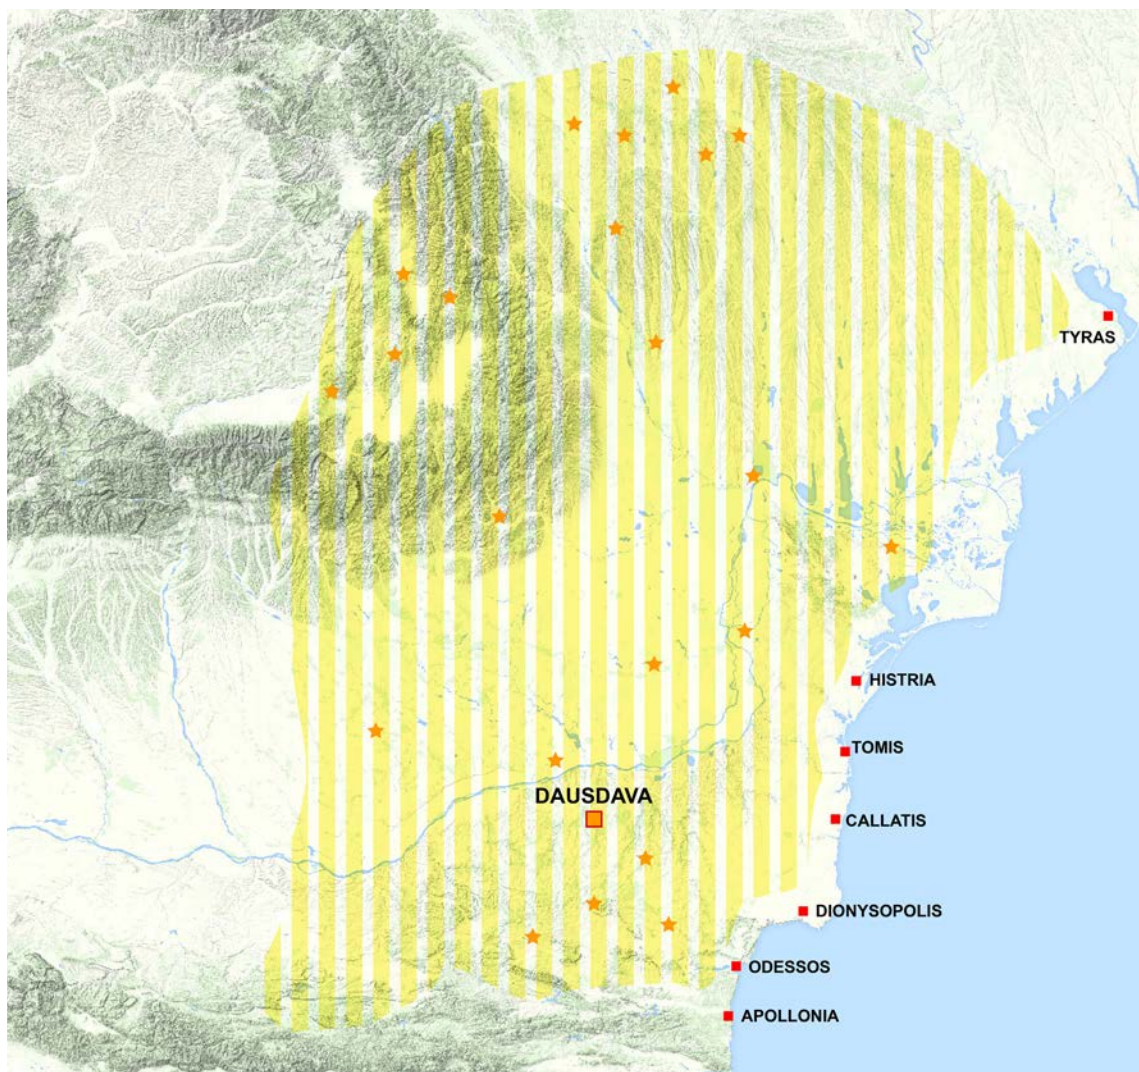 TYRAS
HISTRIA
TOMIS
DAUSDAVA
CALLATIS
DIONYSOPOLIS
ODESSOS
APOLLONIA